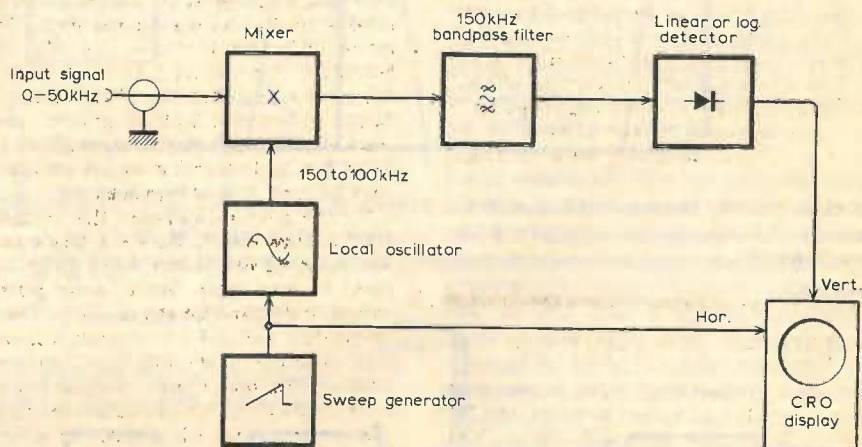 Mixer
150kHz
bandpass filter
Linear or log.
detector
Input signal
0–50kHz
X
150 to 100kHz
Local oscillator
Vert.
Hor.
Sweep generator
CRO
display